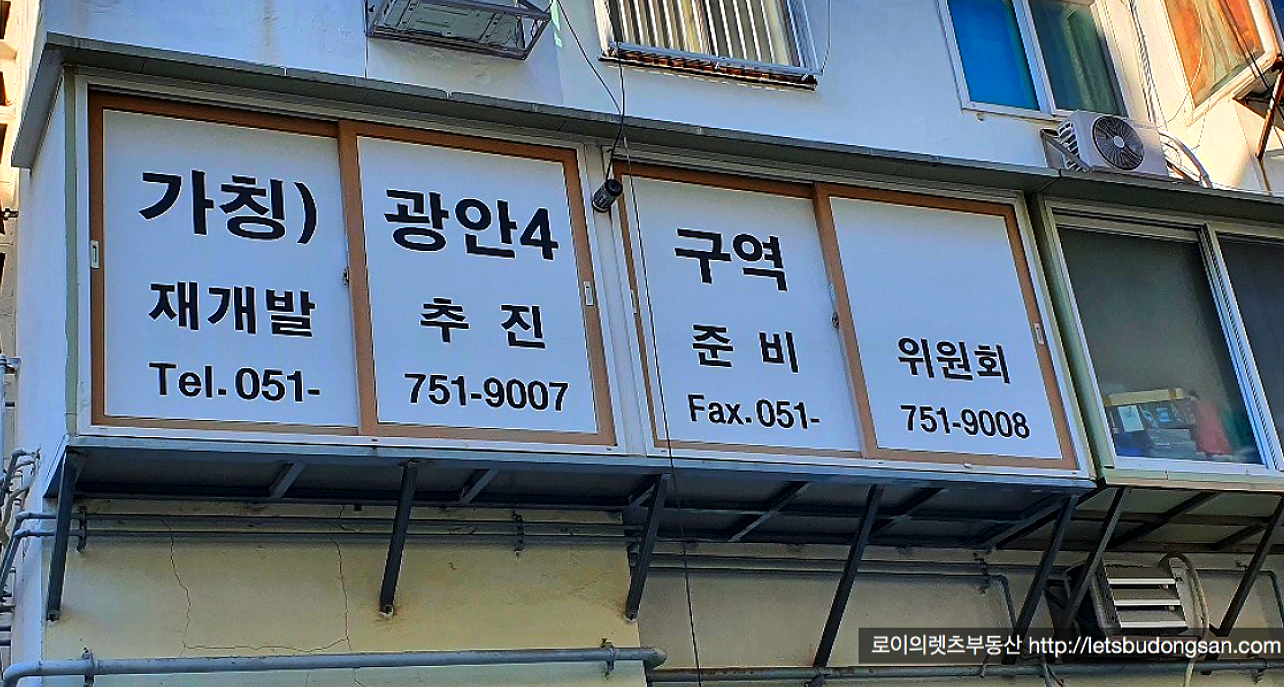 가칭) 광안4 구역
재개발 추 진 준 비 위원회
Tel. 051- 751-9007 Fax. 051- 751-9008
로이의렛츠부동산 http://letsbudongsan.com